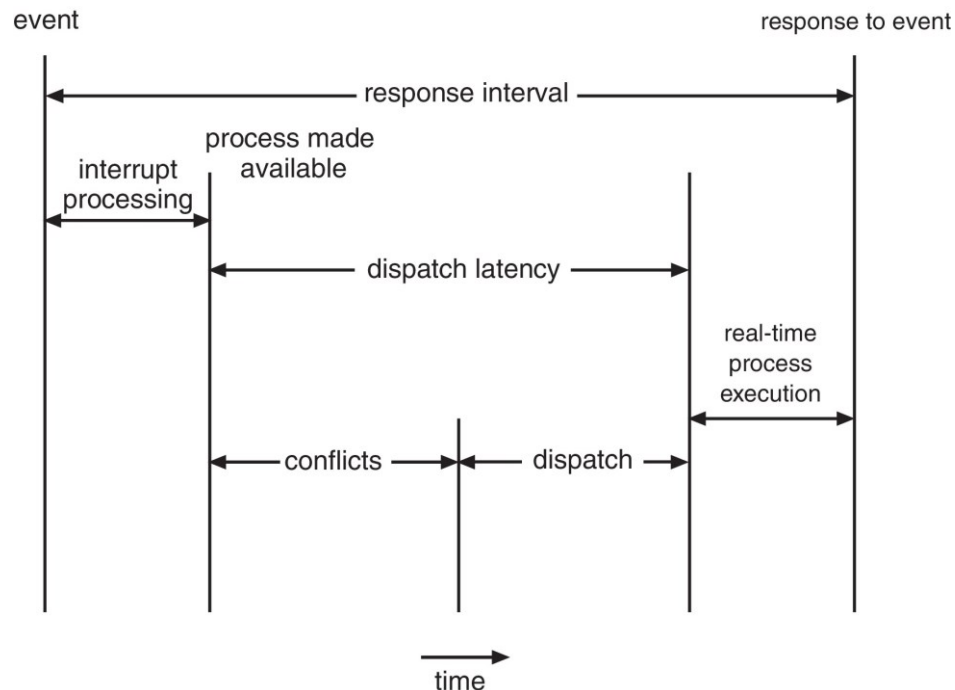 event
response to event
response interval
process made
available
interrupt
processing
dispatch latency
real-time
process
execution
conflicts
dispatch
time